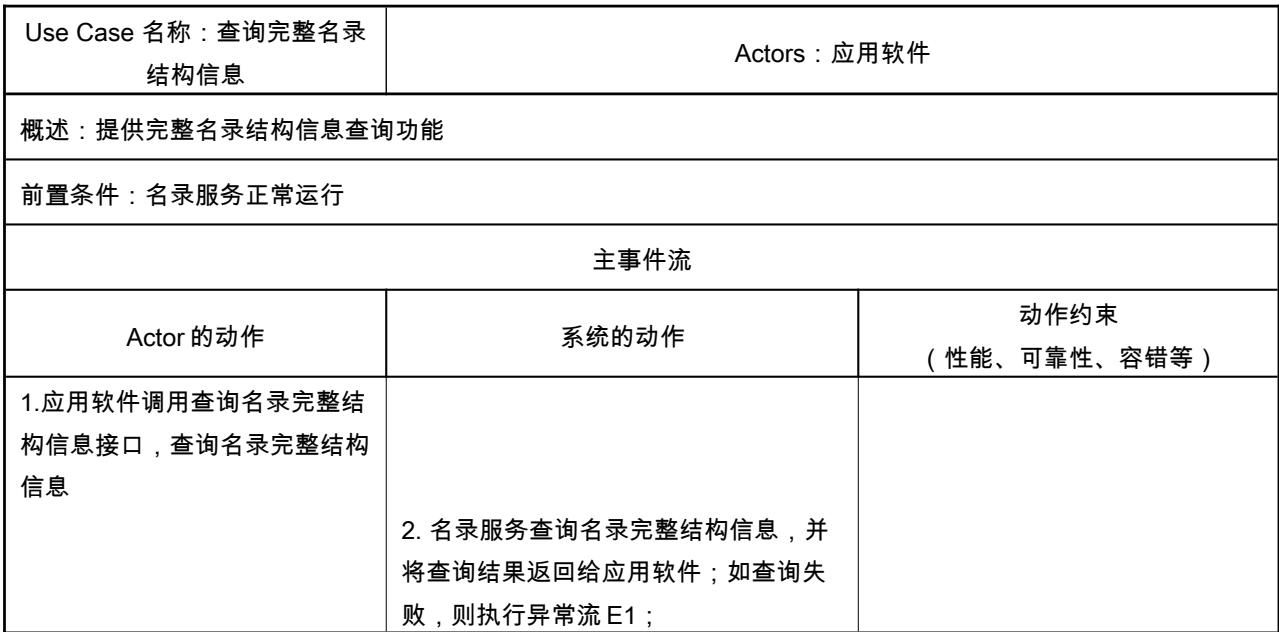 Use Case 名称：查询完整名录
结构信息
Actors：应用软件
概述：提供完整名录结构信息查询功能
前置条件：名录服务正常运行
主事件流
Actor 的动作
系统的动作
动作约束
（性能、可靠性、容错等）
1.应用软件调用查询名录完整结
构信息接口，查询名录完整结构
信息
2. 名录服务查询名录完整结构信息，并
将查询结果返回给应用软件；如查询失
败，则执行异常流 E1；